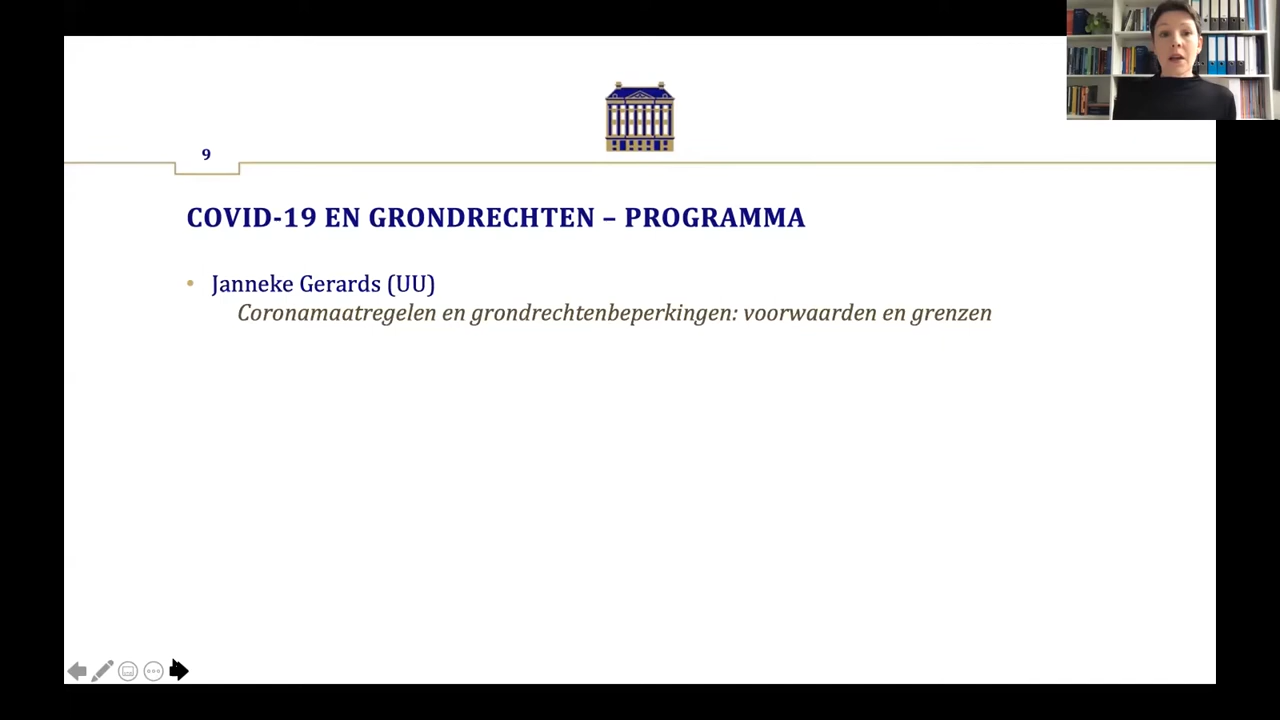 9
COVID-19 EN GRONDRECHTEN – PROGRAMMA
• Janneke Gerards (UU)
Coronamaatregelen en grondrechtenbeperkingen: voorwaarden en grenzen